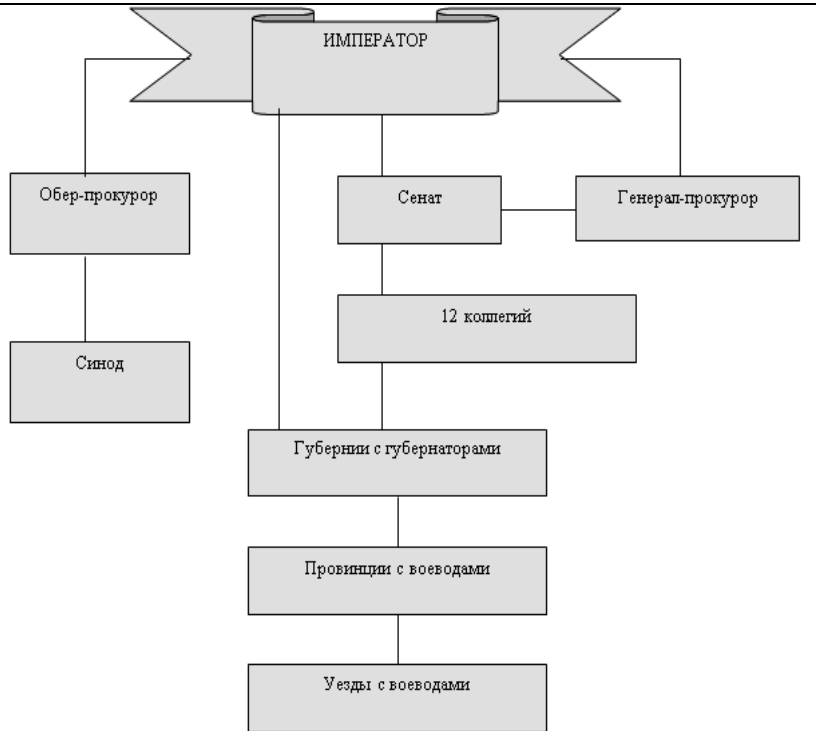 ИМПЕРАТОР
Обер-прокурор
Сенат
Генерал-прокурор
12 коллегий
Синод
Губернии с губернаторами
Провинции с воеводами
Уезды с воеводами